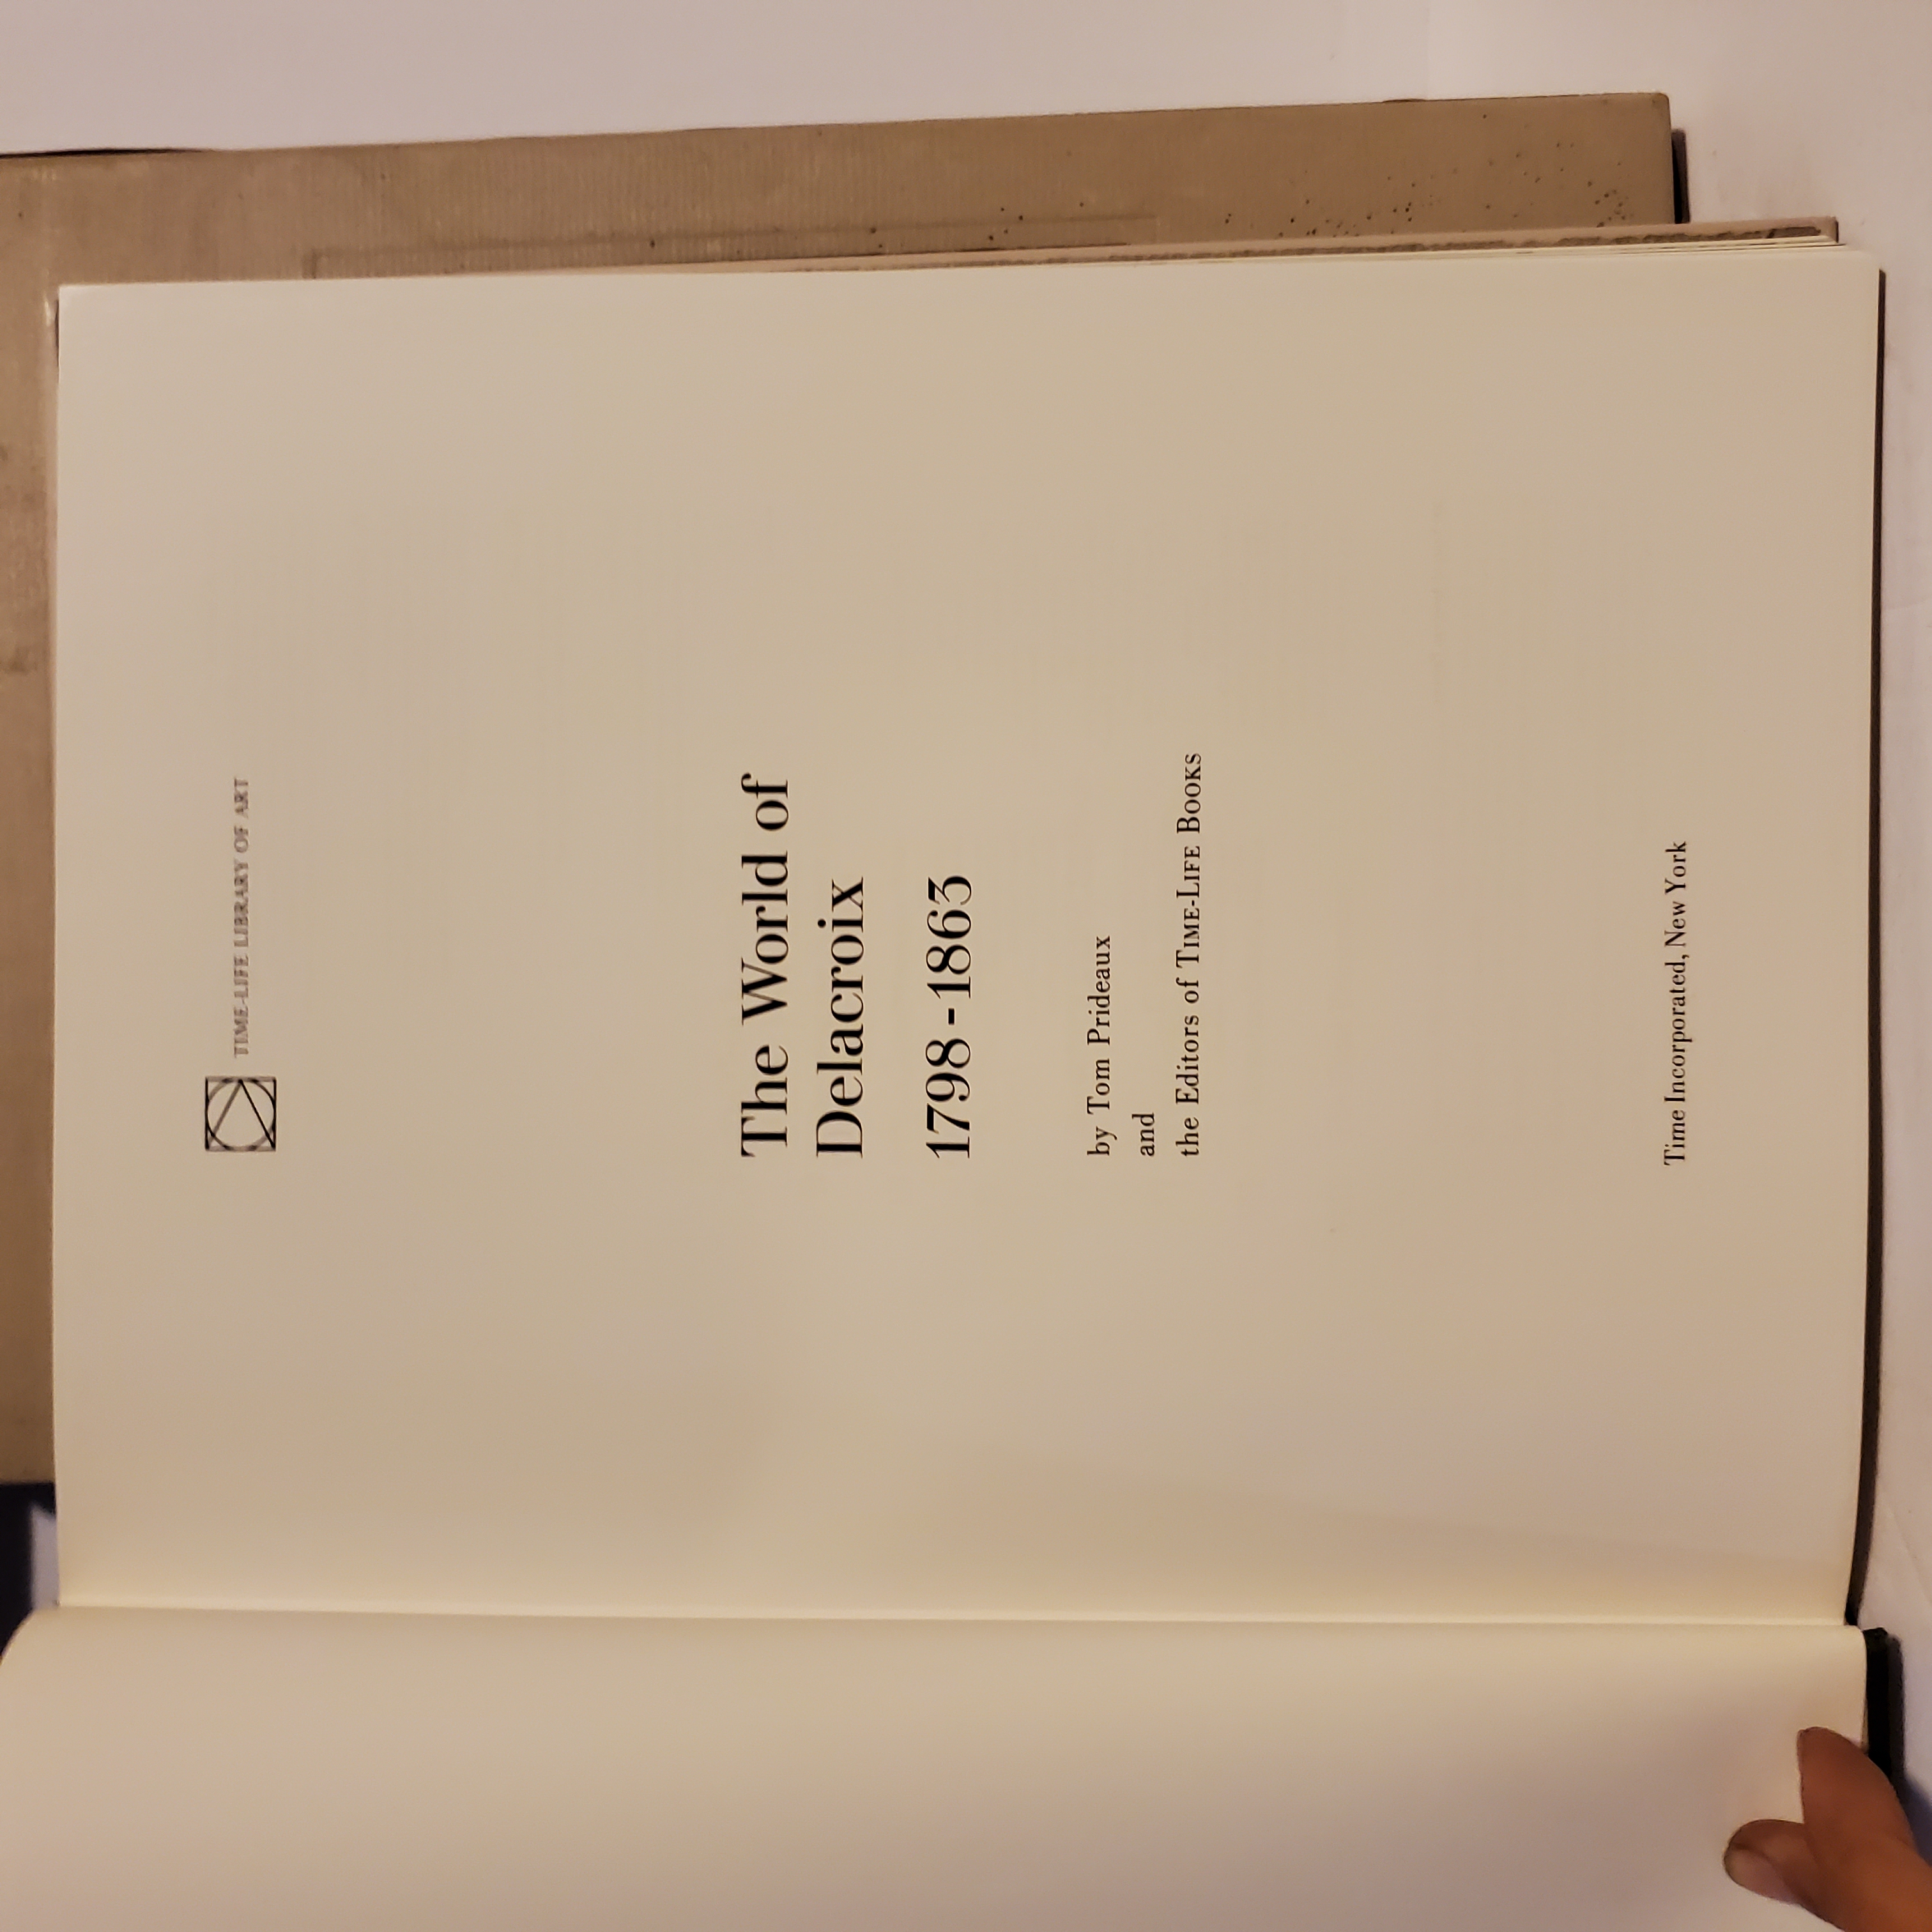 TIME-LIFE LIBRARY OF ART
The World of
Delacroix
1798-1863
by Tom Prideaux
and
the Editors of TIME-LIFE BOOKS
Time Incorporated, New York